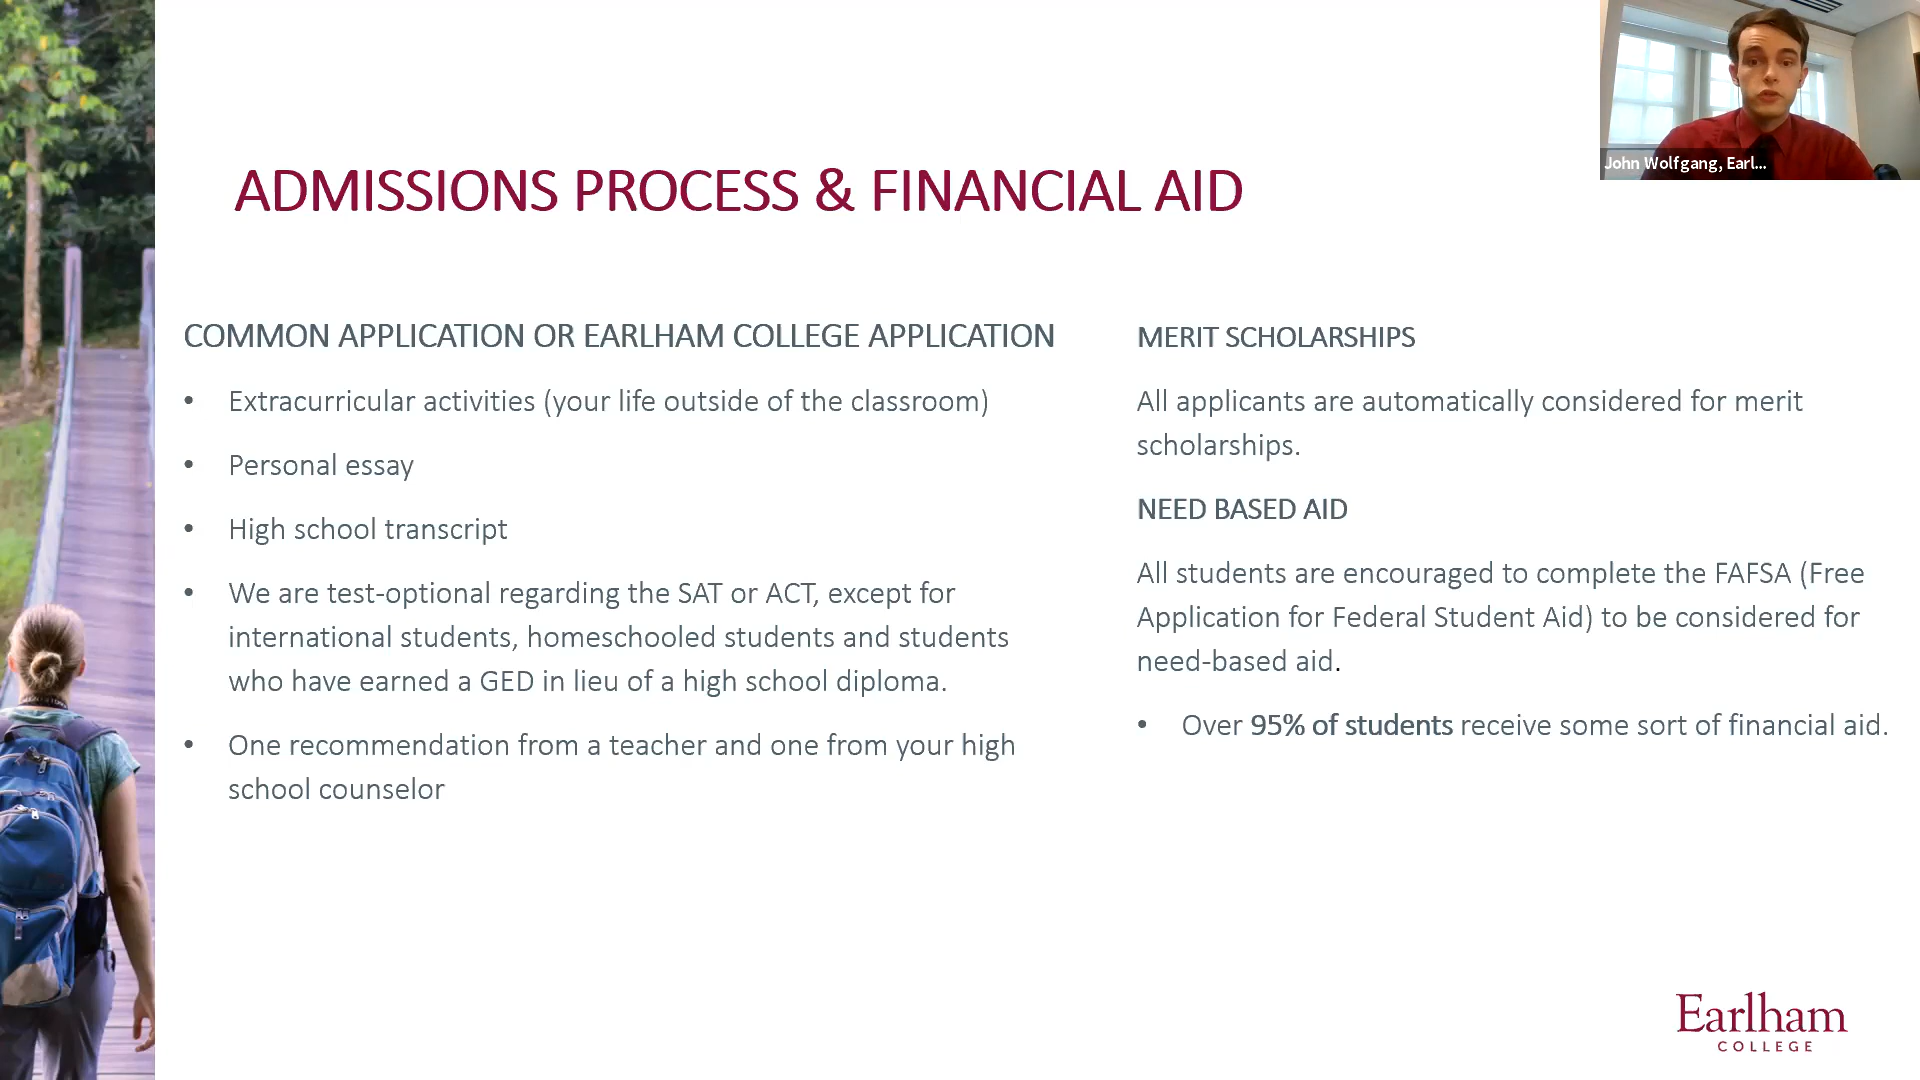 John Wolfgang, Earl...
ADMISSIONS PROCESS & FINANCIAL AID
COMMON APPLICATION OR EARLHAM COLLEGE APPLICATION
• Extracurricular activities (your life outside of the classroom)
• Personal essay
• High school transcript
• We are test-optional regarding the SAT or ACT, except for
international students, homeschooled students and students
who have earned a GED in lieu of a high school diploma.
• One recommendation from a teacher and one from your high
school counselor
MERIT SCHOLARSHIPS
All applicants are automatically considered for merit
scholarships.
NEED BASED AID
All students are encouraged to complete the FAFSA (Free
Application for Federal Student Aid) to be considered for
need-based aid.
• Over 95% of students receive some sort of financial aid.
Earlham
COLLEGE